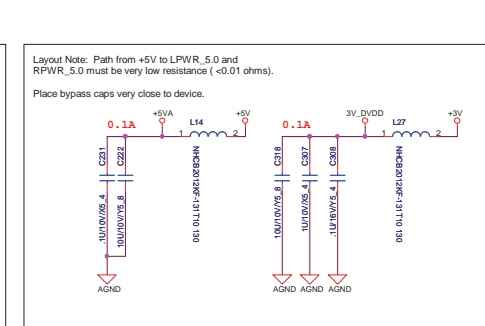 Layout Note: Path from +5V to LPWR_5.0 and
RPWR_5.0 must be very low resistance ( <0.01 ohms).
Place bypass caps very close to device.
+5VA
L14
+5V
0.1A
1
2
C231
C222
.1U/10V/X5_4
10U/10V/Y5_8
NHCB2012KF-131T10 130
AGND
3V_DVDD
L27
+3V
0.1A
1
2
C318
C307
C308
10U/10V/Y5_8
1U/10V/X5_4
.1U/16V/Y5_4
NHCB2012KF-131T10 130
AGND
AGND
AGND